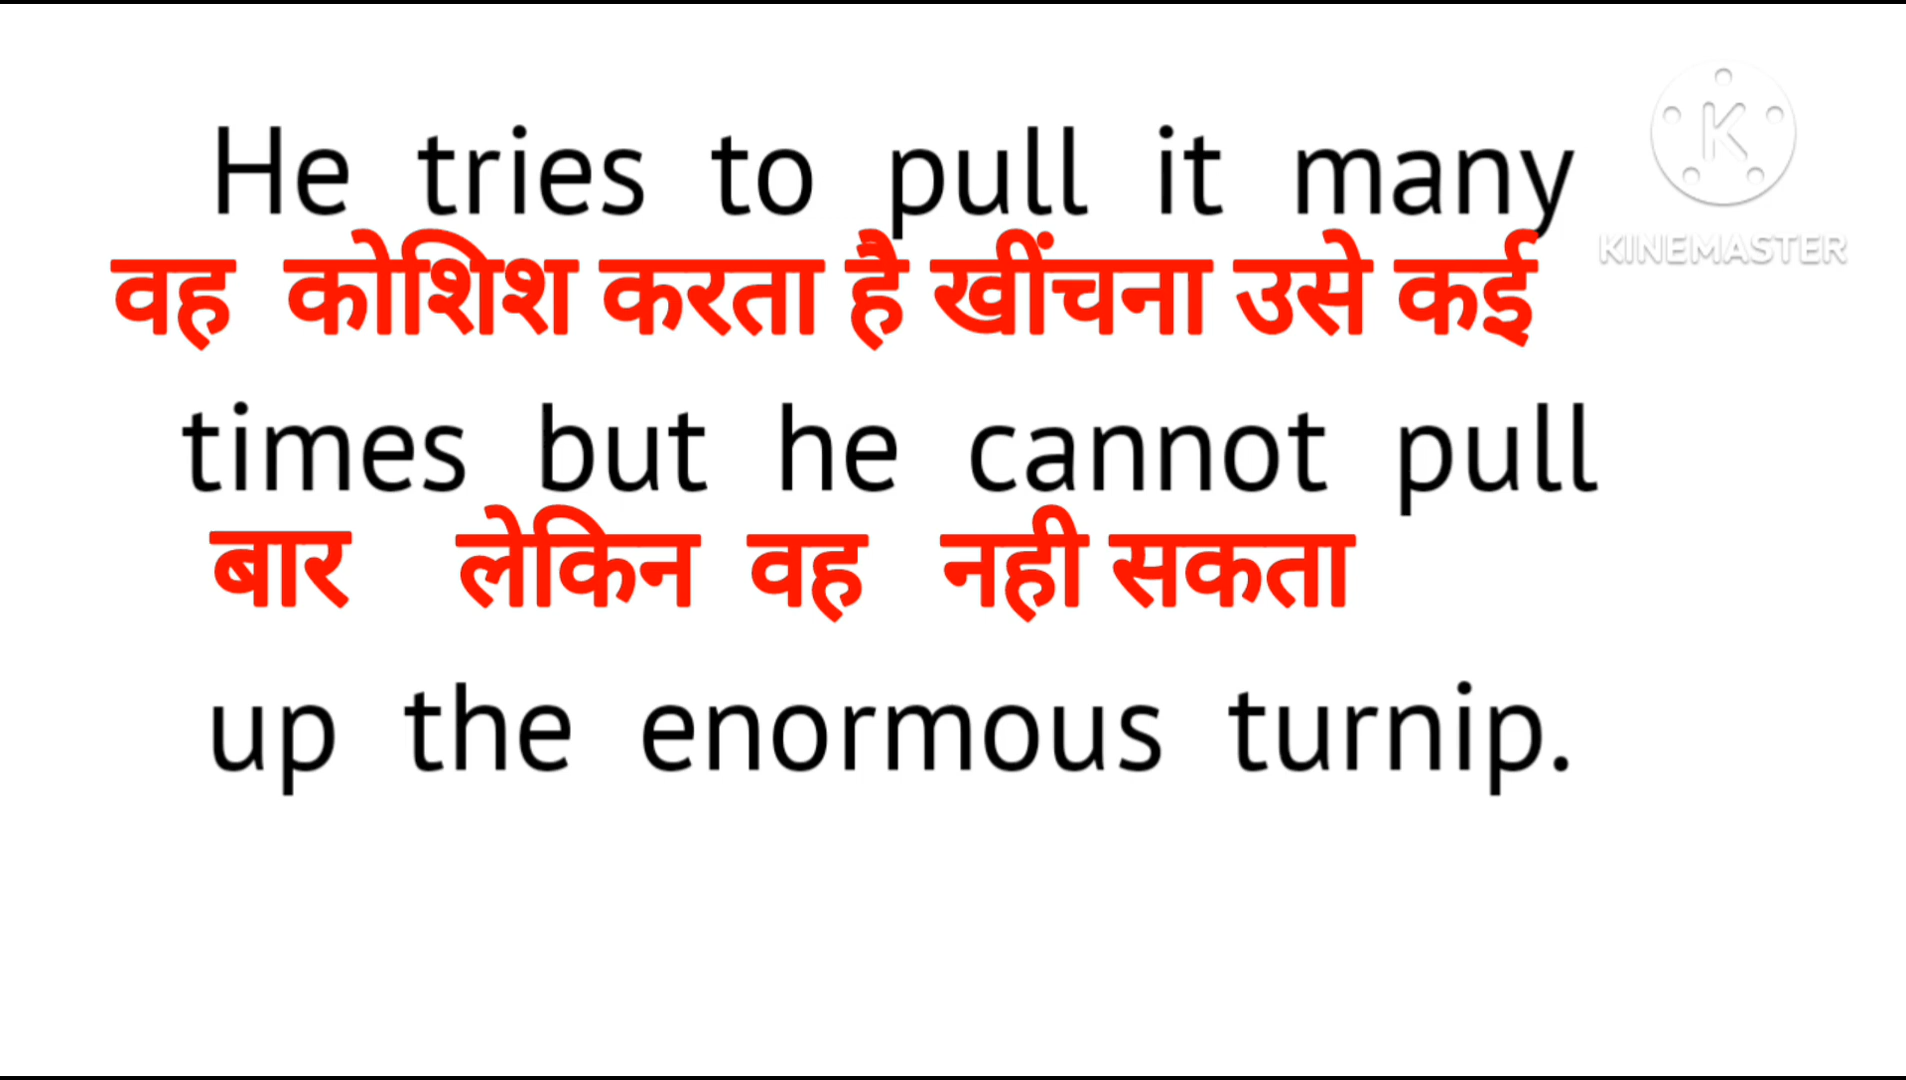 He tries to pull it many
वह कोशिश करता है खींचना उसे कई
times but he cannot pull
बार लेकिन वह नही सकता
up the enormous turnip.
K
KINEMASTER